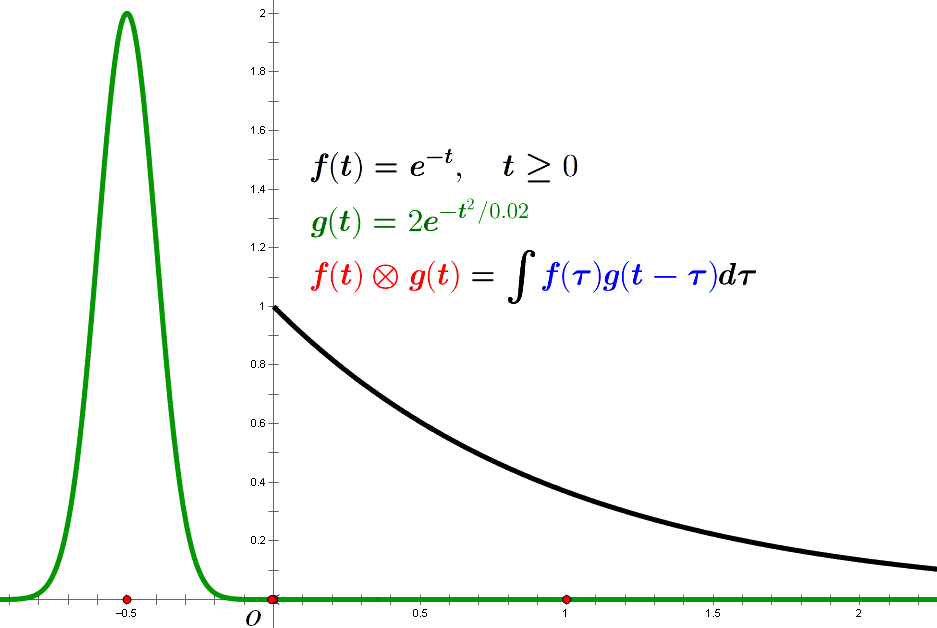 2
1.8
1.6
f(t) = e^{-t},   t ≥ 0
1.4
g(t) = 2e^{-t²/0.02}
1.2
f(t) ⊗ g(t) = ∫ f(τ)g(t − τ)dτ
1
0.8
0.6
0.4
0.2
−0.5 O 0.5 1 1.5 2